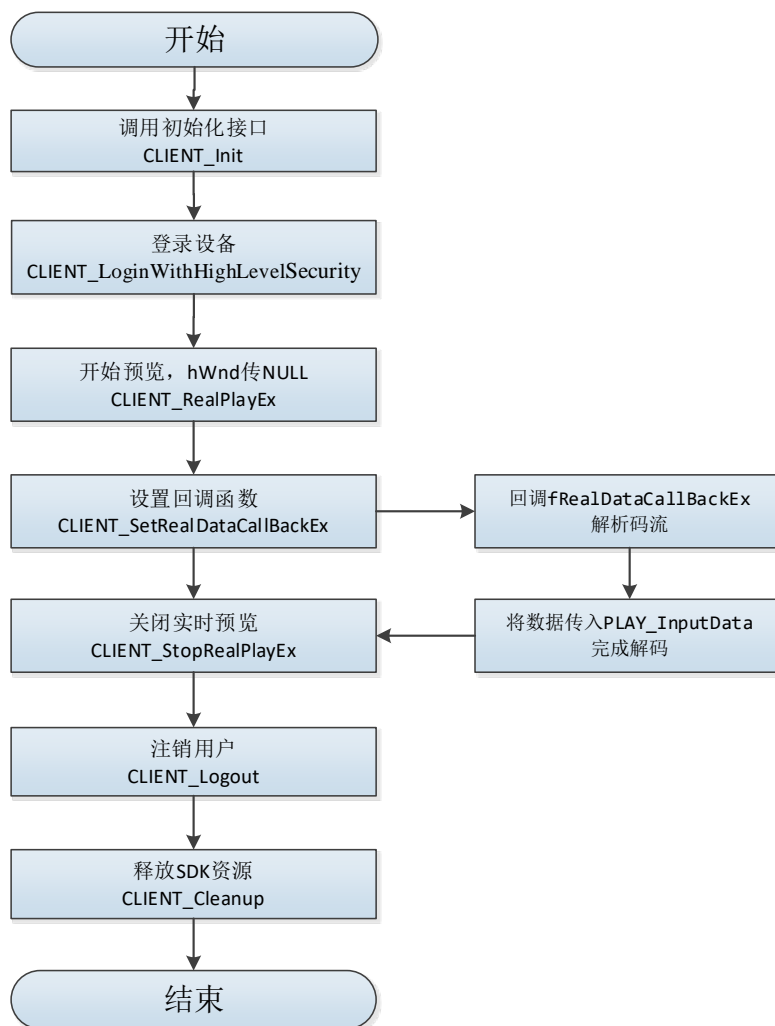 开始
调用初始化接口
CLIENT_Init
登录设备
CLIENT_LoginWithHighLevelSecurity
开始预览，hWnd传NULL
CLIENT_RealPlayEx
设置回调函数
CLIENT_SetRealDataCallBackEx
回调fRealDataCallBackEx
解析码流
将数据传入PLAY_InputData
完成解码
关闭实时预览
CLIENT_StopRealPlayEx
注销用户
CLIENT_Logout
释放SDK资源
CLIENT_Cleanup
结束